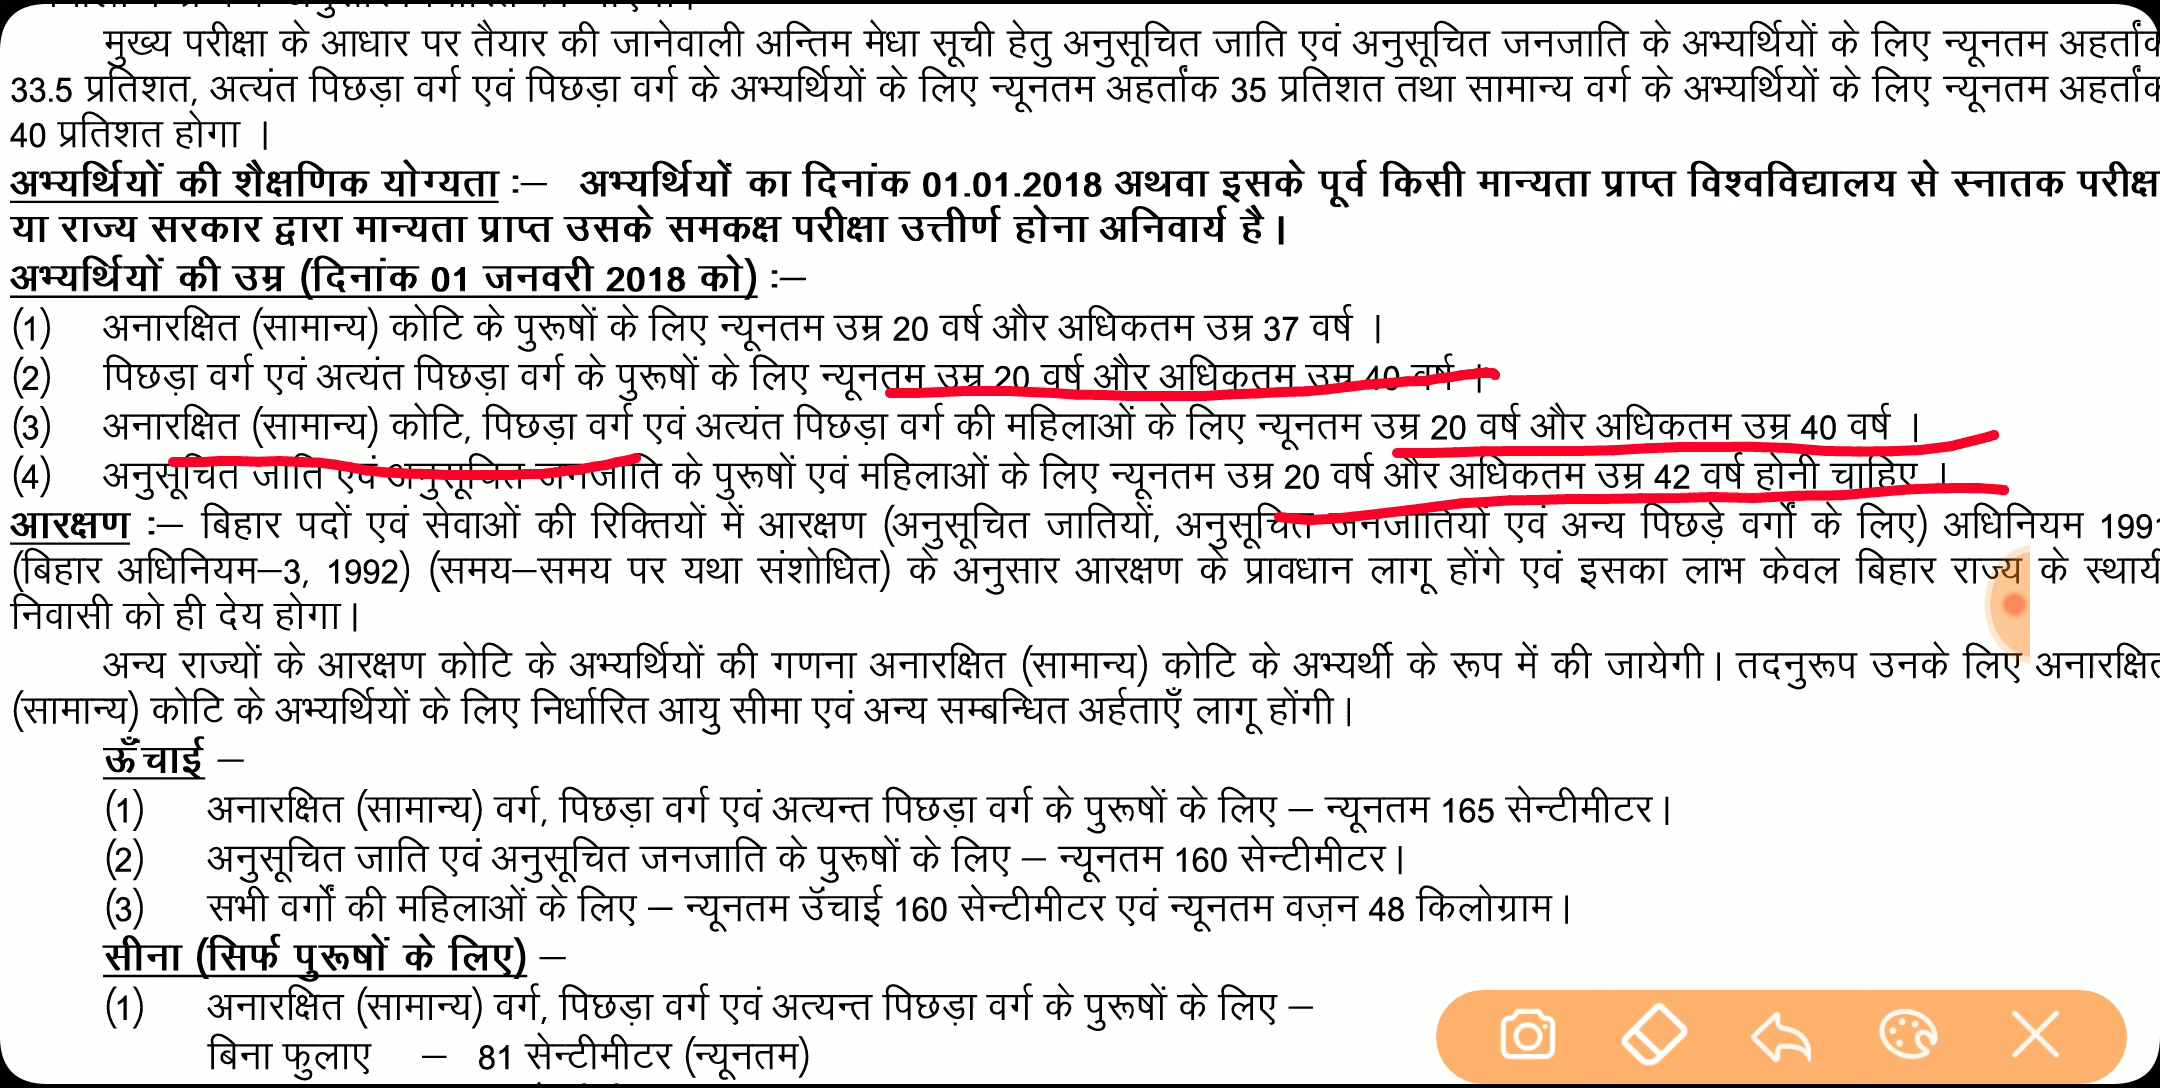 मुख्य परीक्षा के आधार पर तैयार की जानेवाली अन्तिम मेधा सूची हेतु अनुसूचित जाति एवं अनुसूचित जनजाति के अभ्यर्थियों के लिए न्यूनतम अहर्तांक
33.5 प्रतिशत, अत्यंत पिछड़ा वर्ग एवं पिछड़ा वर्ग के अभ्यर्थियों के लिए न्यूनतम अहर्तांक 35 प्रतिशत तथा सामान्य वर्ग के अभ्यर्थियों के लिए न्यूनतम अहर्तांक
40 प्रतिशत होगा ।
अभ्यर्थियों की शैक्षणिक योग्यता :– अभ्यर्थियों का दिनांक 01.01.2018 अथवा इसके पूर्व किसी मान्यता प्राप्त विश्वविद्यालय से स्नातक परीक्ष
या राज्य सरकार द्वारा मान्यता प्राप्त उसके समकक्ष परीक्षा उत्तीर्ण होना अनिवार्य है।
अभ्यर्थियों की उम्र (दिनांक 01 जनवरी 2018 को) :–
(1) अनारक्षित (सामान्य) कोटि के पुरूषों के लिए न्यूनतम उम्र 20 वर्ष और अधिकतम उम्र 37 वर्ष ।
(2) पिछड़ा वर्ग एवं अत्यंत पिछड़ा वर्ग के पुरूषों के लिए न्यूनतम उम्र 20 वर्ष और अधिकतम उम्र 40 वर्ष ।
(3) अनारक्षित (सामान्य) कोटि, पिछड़ा वर्ग एवं अत्यंत पिछड़ा वर्ग की महिलाओं के लिए न्यूनतम उम्र 20 वर्ष और अधिकतम उम्र 40 वर्ष ।
(4) अनुसूचित जाति एवं अनुसूचित जनजाति के पुरूषों एवं महिलाओं के लिए न्यूनतम उम्र 20 वर्ष और अधिकतम उम्र 42 वर्ष होनी चाहिए ।
आरक्षण :– बिहार पदों एवं सेवाओं की रिक्तियों में आरक्षण (अनुसूचित जातियों, अनुसूचित जनजातियों एवं अन्य पिछड़े वर्गों के लिए) अधिनियम 1991
(बिहार अधिनियम–3, 1992) (समय–समय पर यथा संशोधित) के अनुसार आरक्षण के प्रावधान लागू होंगे एवं इसका लाभ केवल बिहार राज्य के स्थायी
निवासी को ही देय होगा।
अन्य राज्यों के आरक्षण कोटि के अभ्यर्थियों की गणना अनारक्षित (सामान्य) कोटि के अभ्यर्थी के रूप में की जायेगी। तदनुरूप उनके लिए अनारक्षित
(सामान्य) कोटि के अभ्यर्थियों के लिए निर्धारित आयु सीमा एवं अन्य सम्बन्धित अर्हताएँ लागू होंगी।
ऊँचाई –
(1) अनारक्षित (सामान्य) वर्ग, पिछड़ा वर्ग एवं अत्यन्त पिछड़ा वर्ग के पुरूषों के लिए – न्यूनतम 165 सेन्टीमीटर।
(2) अनुसूचित जाति एवं अनुसूचित जनजाति के पुरूषों के लिए – न्यूनतम 160 सेन्टीमीटर।
(3) सभी वर्गों की महिलाओं के लिए – न्यूनतम उॅचाई 160 सेन्टीमीटर एवं न्यूनतम वज़न 48 किलोग्राम।
सीना (सिर्फ पुरूषों के लिए) –
(1) अनारक्षित (सामान्य) वर्ग, पिछड़ा वर्ग एवं अत्यन्त पिछड़ा वर्ग के पुरूषों के लिए –
बिना फुलाए – 81 सेन्टीमीटर (न्यूनतम)